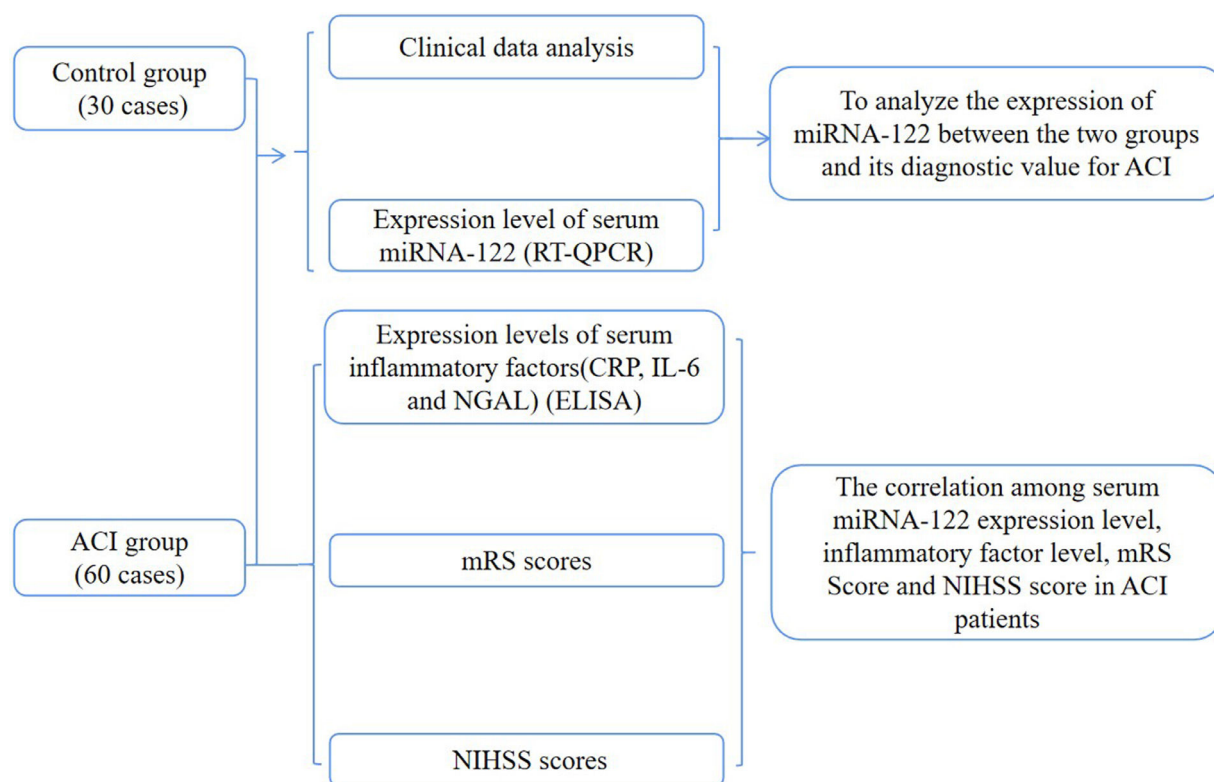 Control group
(30 cases)
Clinical data analysis
Expression level of serum
miRNA-122 (RT-QPCR)
To analyze the expression of
miRNA-122 between the two groups
and its diagnostic value for ACI
ACI group
(60 cases)
Expression levels of serum
inflammatory factors(CRP, IL-6
and NGAL) (ELISA)
mRS scores
NIHSS scores
The correlation among serum
miRNA-122 expression level,
inflammatory factor level, mRS
Score and NIHSS score in ACI
patients